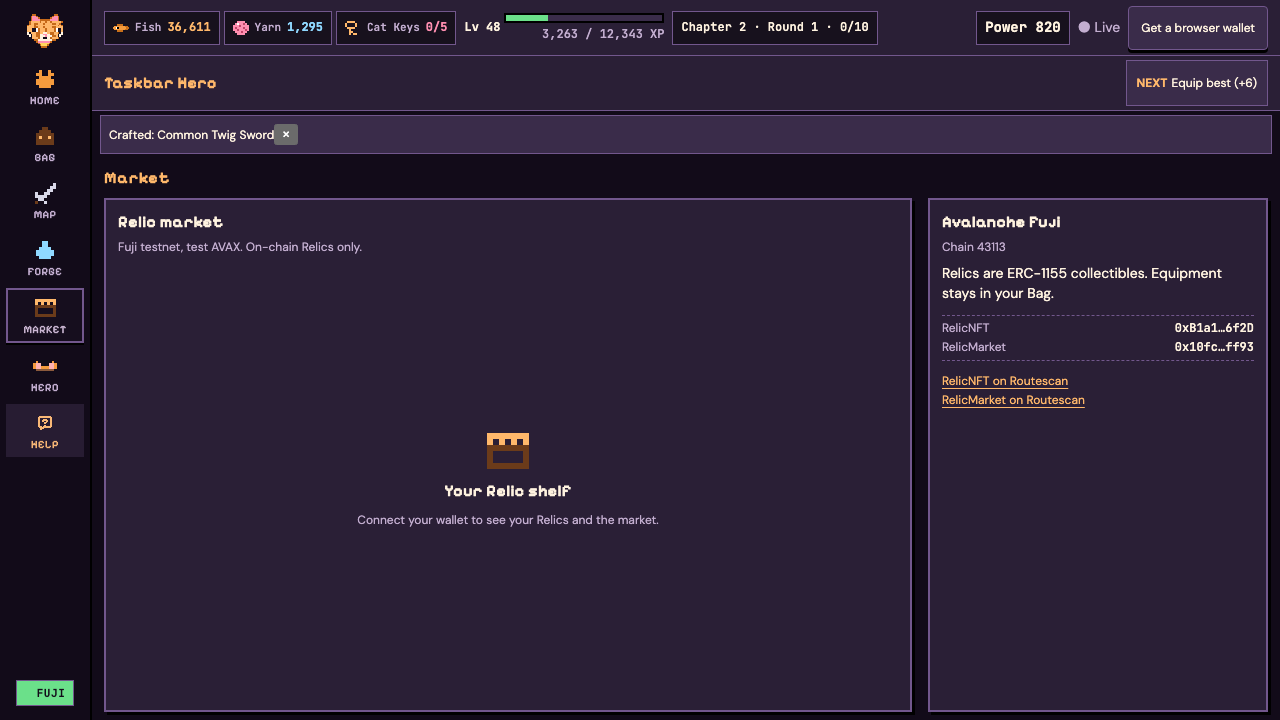 Fish 36,611
Yarn 1,295
Cat Keys 0/5
Lv 48
3,263 / 12,343 XP
Chapter 2 · Round 1 · 0/10
Power 820
Live
Get a browser wallet
HOME
BAG
MAP
FORGE
MARKET
HERO
HELP
FUJI
Taskbar Hero
NEXT Equip best (+6)
Crafted: Common Twig Sword ×
Market
Relic market
Fuji testnet, test AVAX. On-chain Relics only.
Your Relic shelf
Connect your wallet to see your Relics and the market.
Avalanche Fuji
Chain 43113
Relics are ERC-1155 collectibles. Equipment
stays in your Bag.
RelicNFT 0xB1a1…6f2D
RelicMarket 0x10fc…ff93
RelicNFT on Routescan
RelicMarket on Routescan